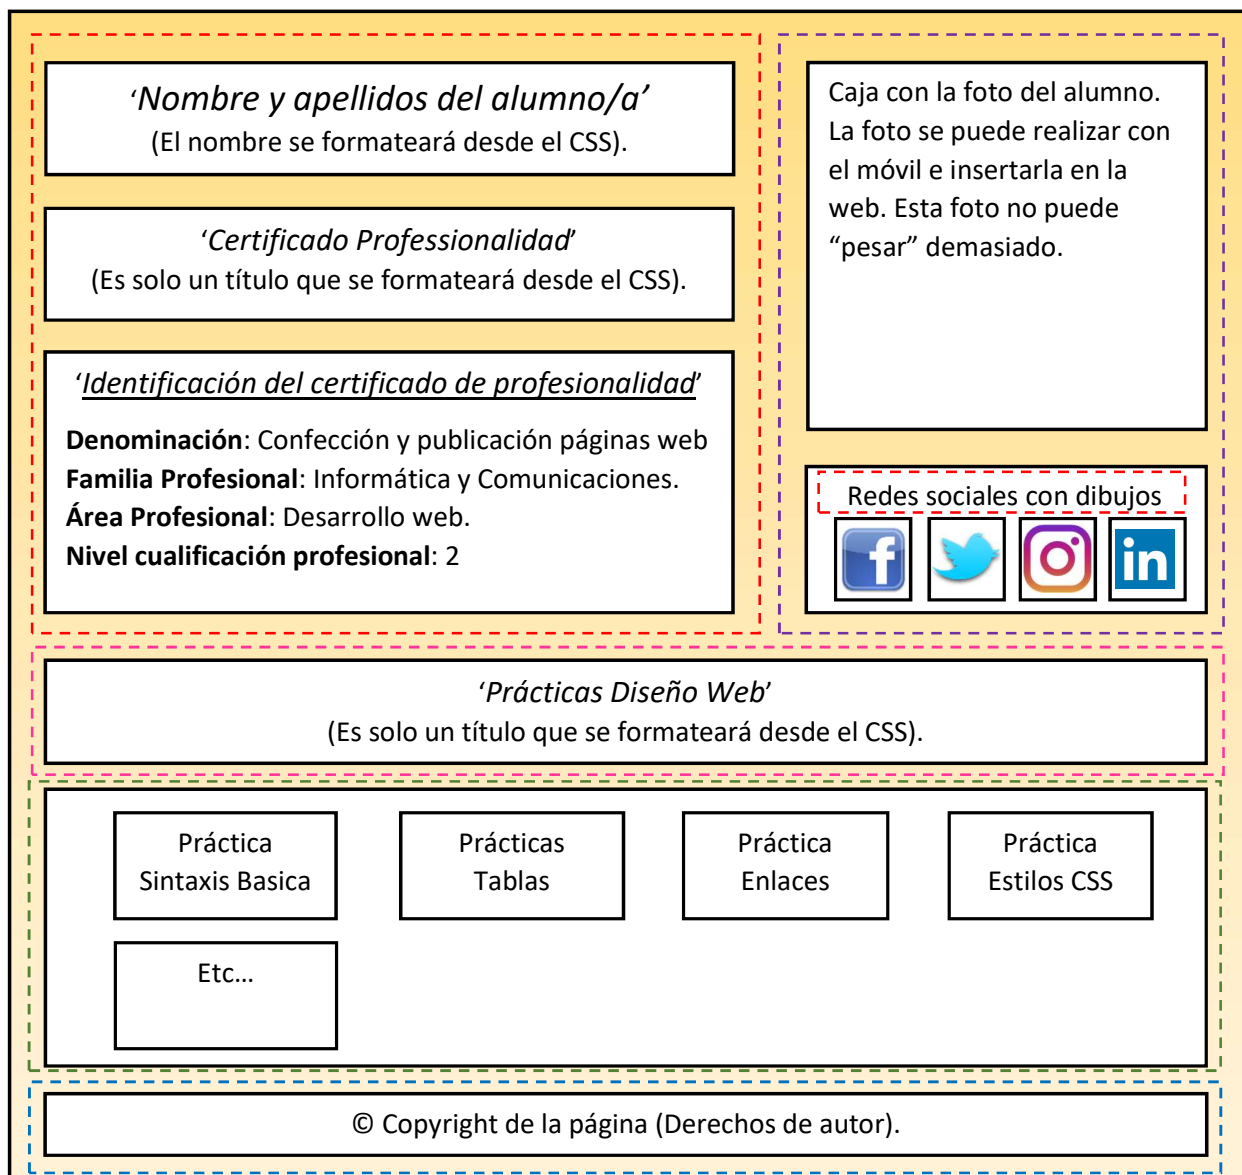 ‘Nombre y apellidos del alumno/a’
(El nombre se formateará desde el CSS).
‘Certificado Professionalidad’
(Es solo un título que se formateará desde el CSS).
‘Identificación del certificado de profesionalidad’
Denominación: Confección y publicación páginas web
Familia Profesional: Informática y Comunicaciones.
Área Profesional: Desarrollo web.
Nivel cualificación profesional: 2
Caja con la foto del alumno.
La foto se puede realizar con
el móvil e insertarla en la
web. Esta foto no puede
“pesar” demasiado.
Redes sociales con dibujos
f
in
‘Prácticas Diseño Web’
(Es solo un título que se formateará desde el CSS).
Práctica
Sintaxis Basica
Prácticas
Tablas
Práctica
Enlaces
Práctica
Estilos CSS
Etc…
© Copyright de la página (Derechos de autor).